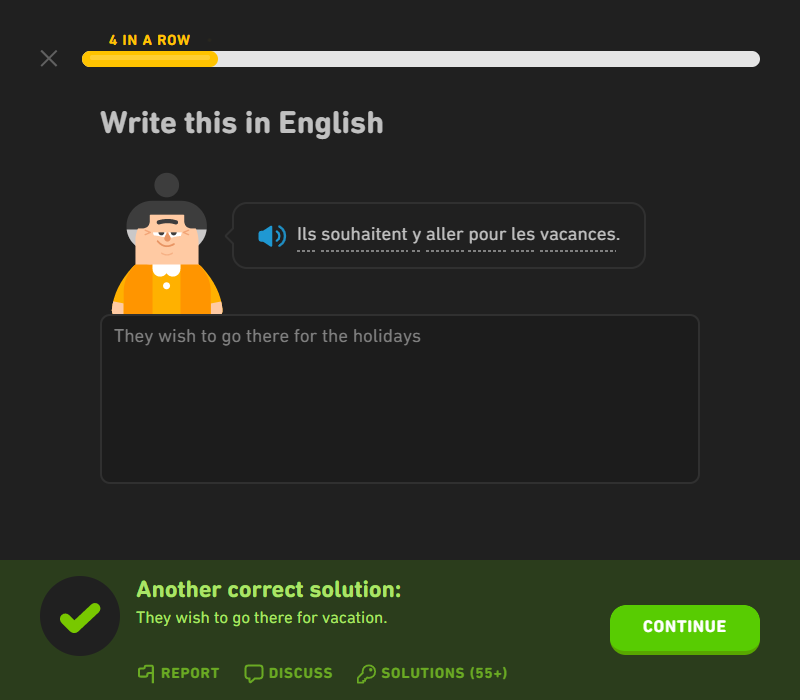 4 IN A ROW
Write this in English
Ils souhaitent y aller pour les vacances.
They wish to go there for the holidays
Another correct solution:
They wish to go there for vacation.
CONTINUE
REPORT DISCUSS SOLUTIONS (55+)